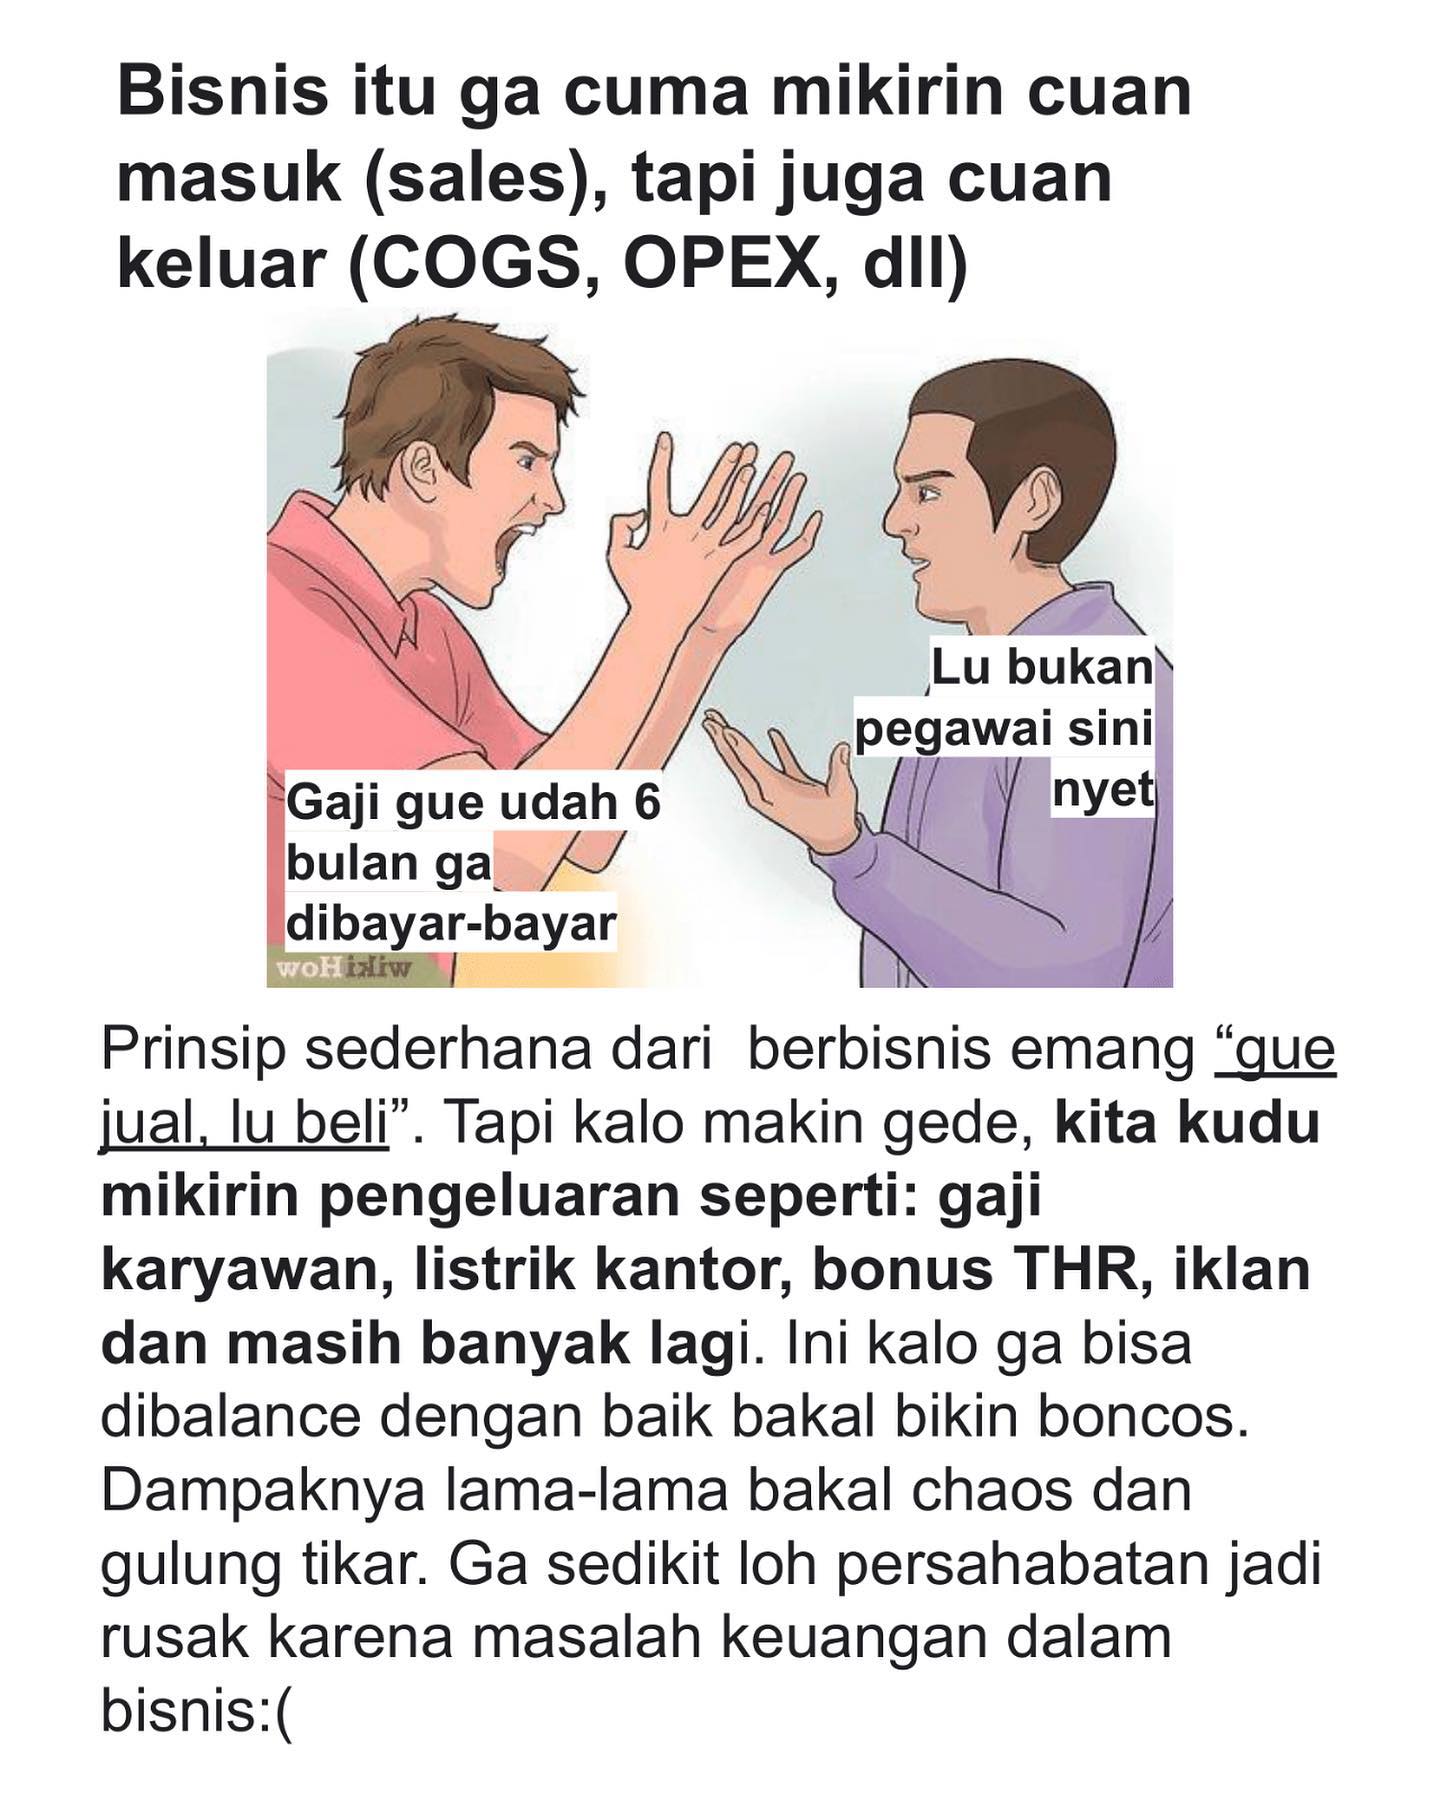 Bisnis itu ga cuma mikirin cuan
masuk (sales), tapi juga cuan
keluar (COGS, OPEX, dll)
Lu bukan
pegawai sini
nyet
Gaji gue udah 6
bulan ga
dibayar-bayar
wikiHow
Prinsip sederhana dari  berbisnis emang “gue
jual, lu beli”. Tapi kalo makin gede, kita kudu
mikirin pengeluaran seperti: gaji
karyawan, listrik kantor, bonus THR, iklan
dan masih banyak lagi. Ini kalo ga bisa
dibalance dengan baik bakal bikin boncos.
Dampaknya lama-lama bakal chaos dan
gulung tikar. Ga sedikit loh persahabatan jadi
rusak karena masalah keuangan dalam
bisnis:(